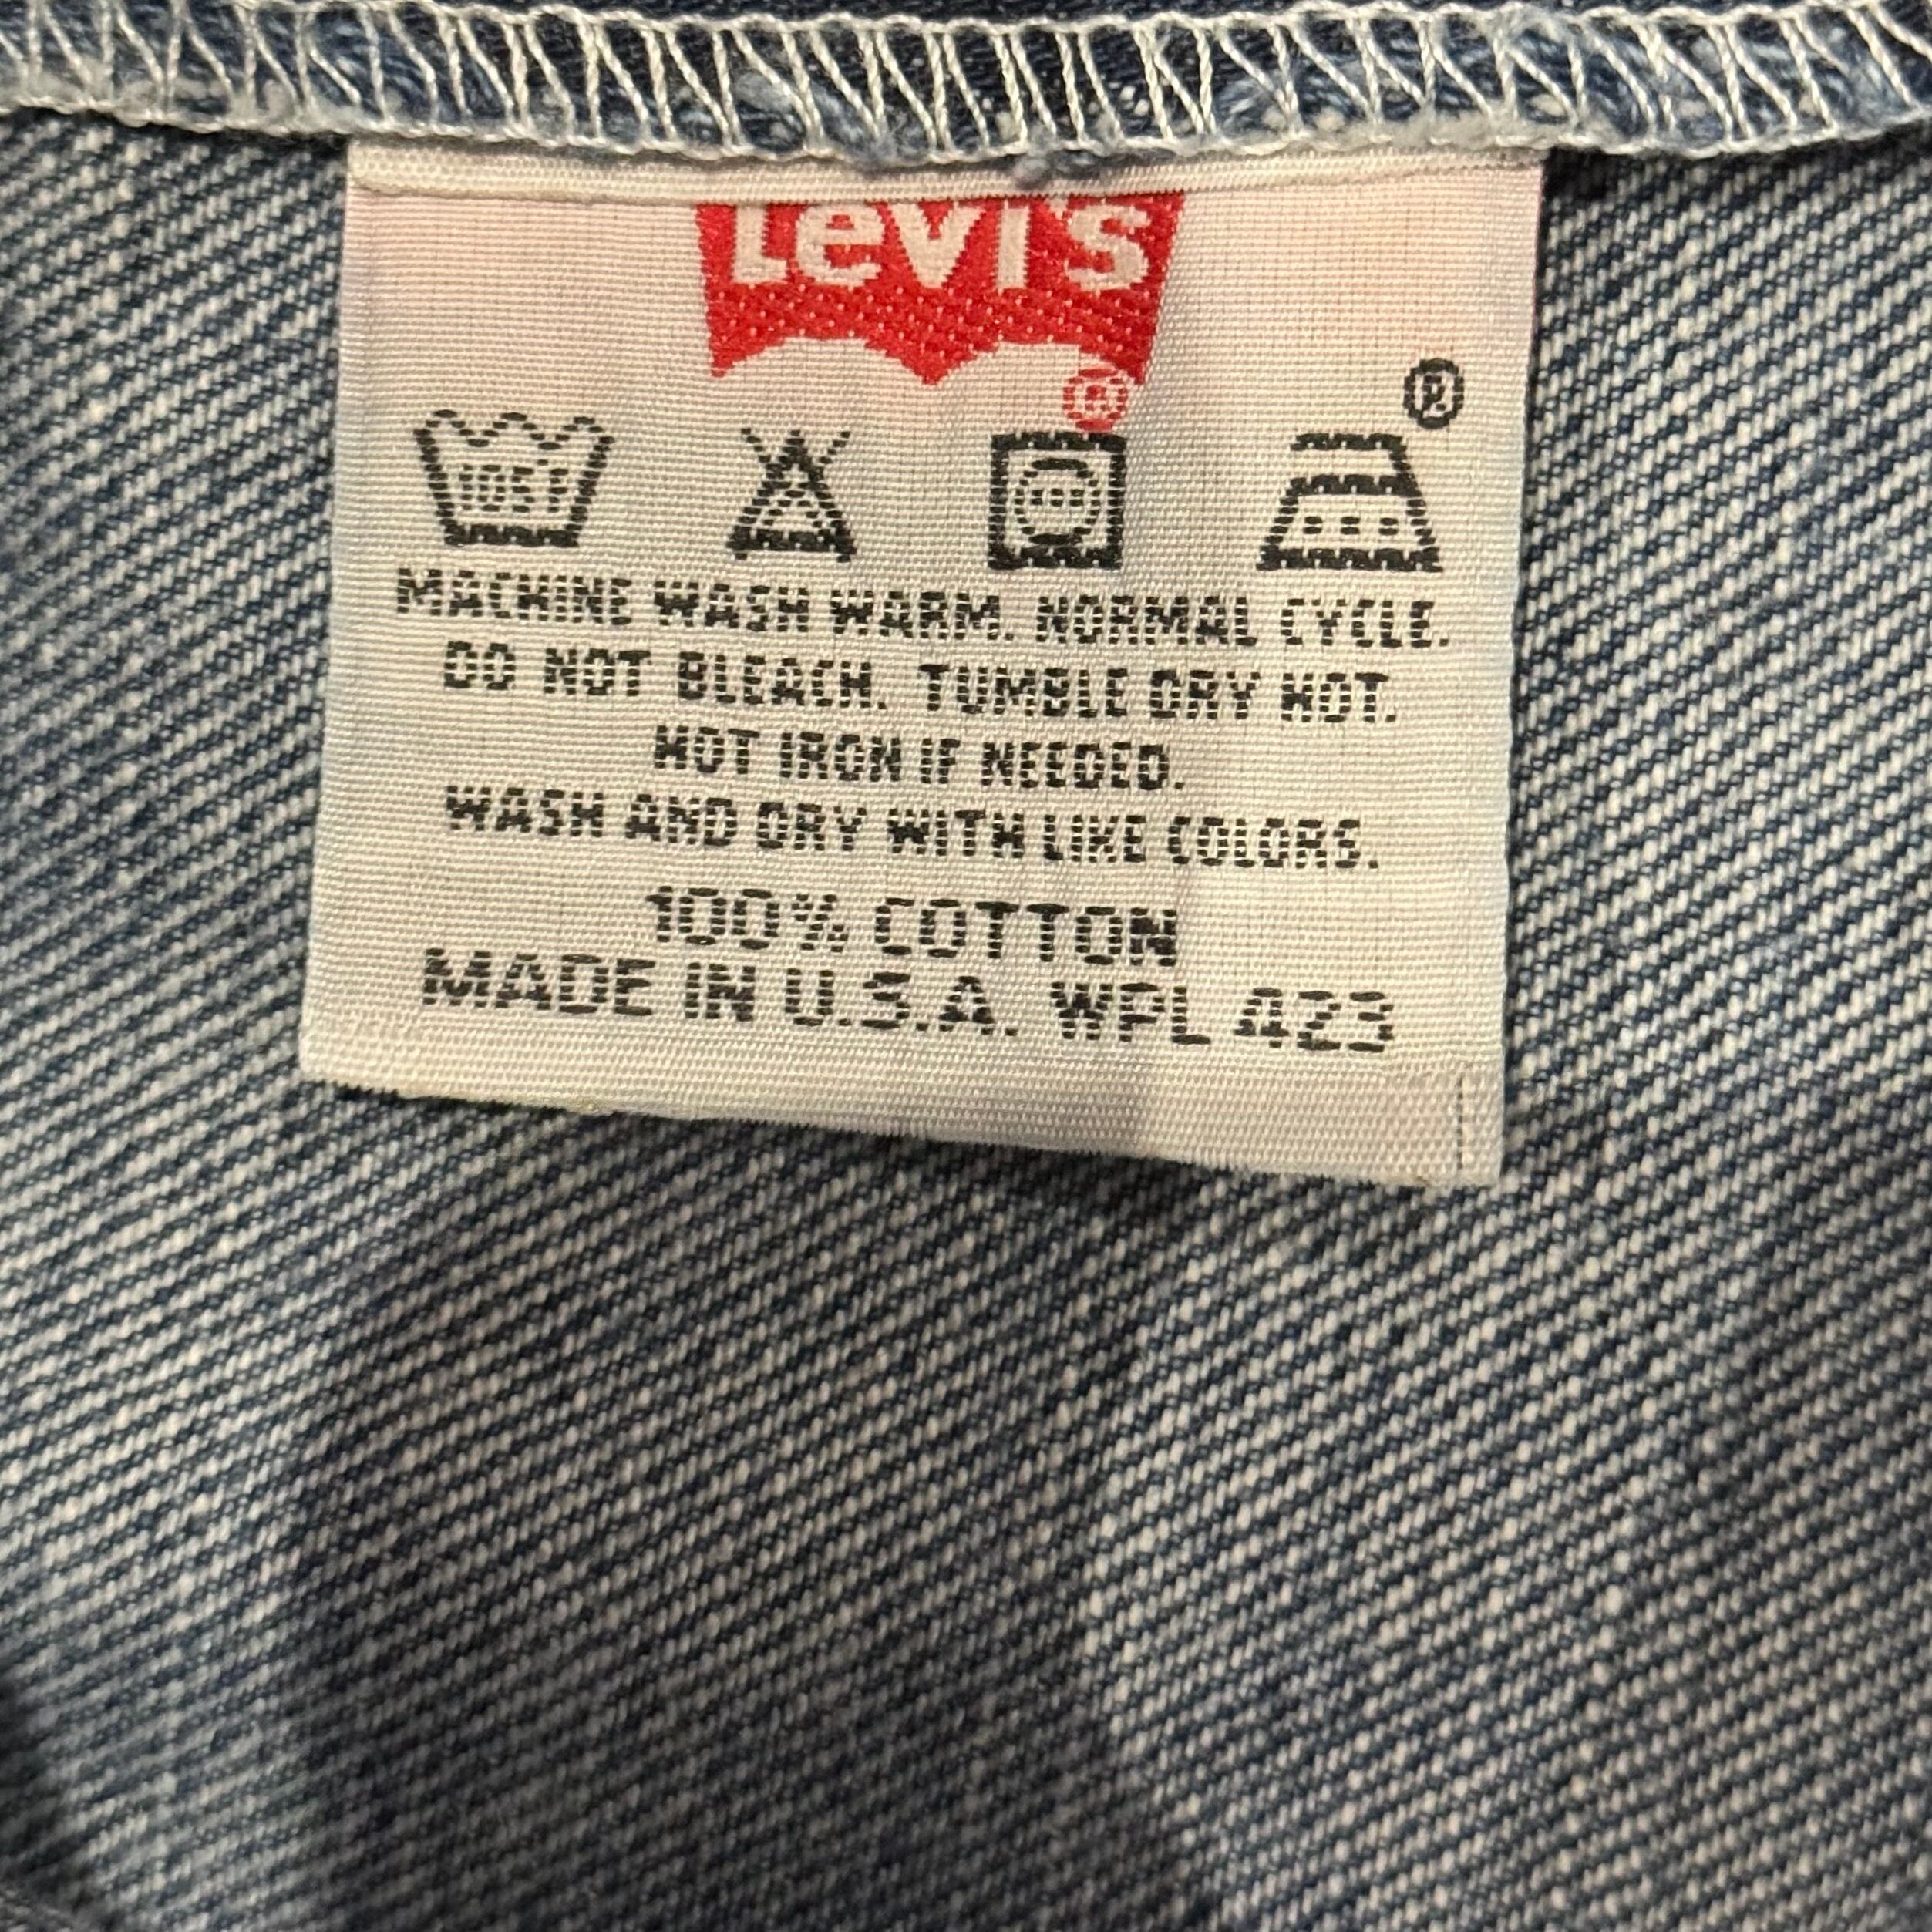 Levi's
®
®
105F
MACHINE WASH WARM. NORMAL CYCLE.
DO NOT BLEACH. TUMBLE DRY HOT.
HOT IRON IF NEEDED.
WASH AND DRY WITH LIKE COLORS.
100% COTTON
MADE IN U.S.A. WPL 423